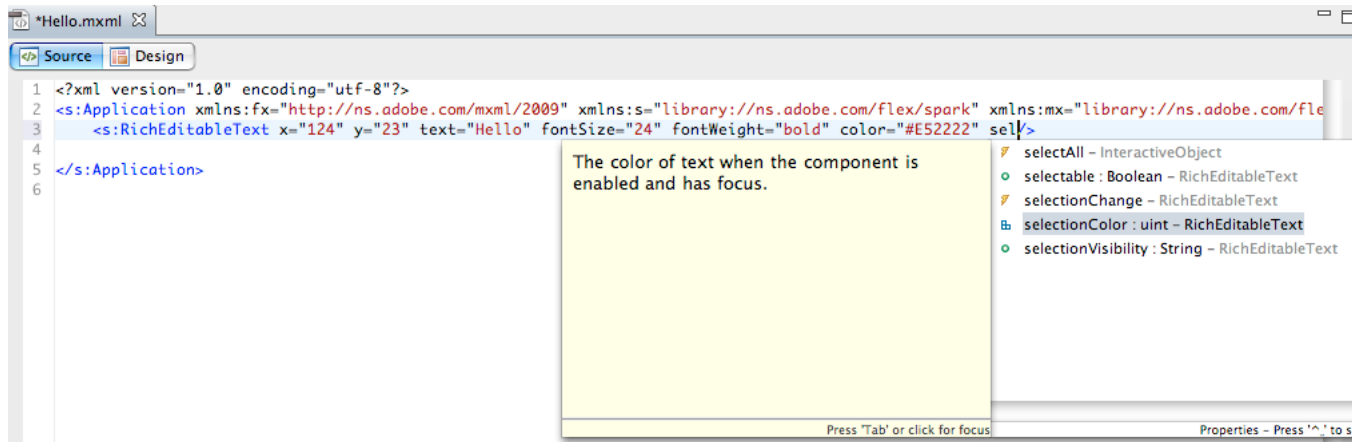 *Hello.mxml
Source Design
1 <?xml version="1.0" encoding="utf-8"?>
2 <s:Application xmlns:fx="http://ns.adobe.com/mxml/2009" xmlns:s="library://ns.adobe.com/flex/spark" xmlns:mx="library://ns.adobe.com/fle
3 <s:RichEditableText x="124" y="23" text="Hello" fontSize="24" fontWeight="bold" color="#E52222" sel/>
4
5 </s:Application>
6
The color of text when the component is
enabled and has focus.
Press 'Tab' or click for focus
selectAll – InteractiveObject
selectable : Boolean – RichEditableText
selectionChange – RichEditableText
selectionColor : uint – RichEditableText
selectionVisibility : String – RichEditableText
Properties – Press '^ ' to s